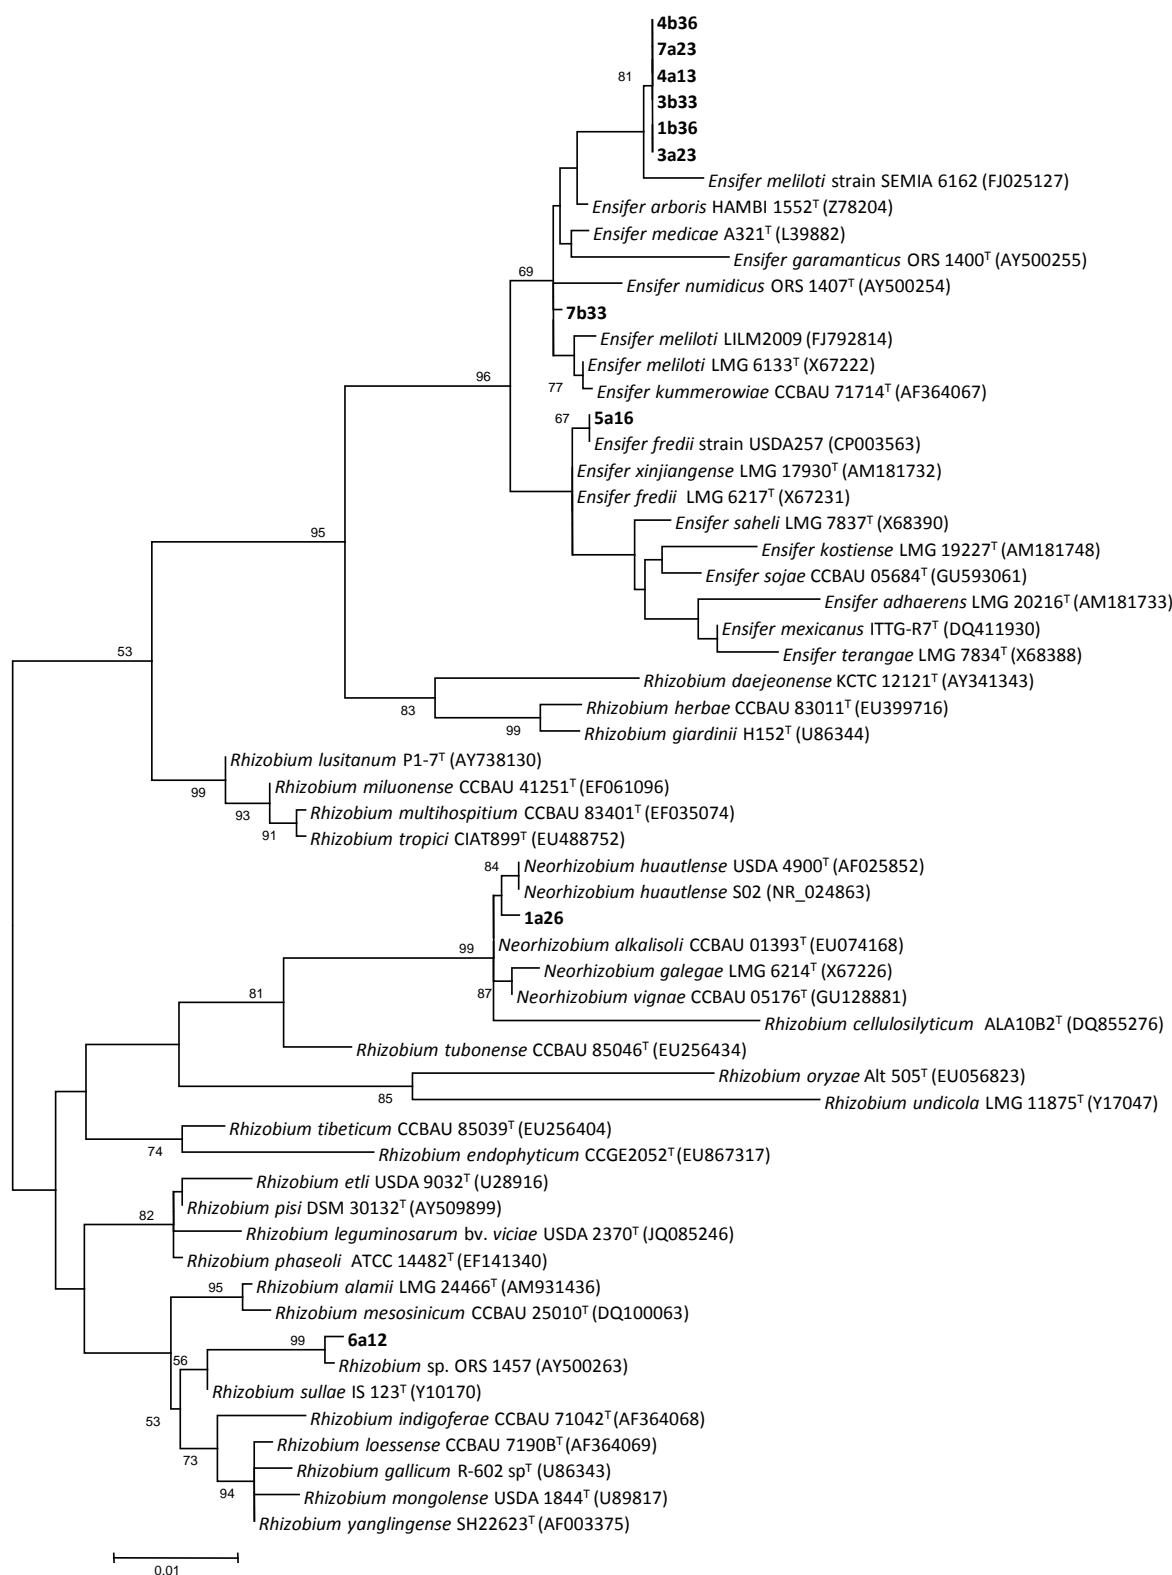 4b36
7a23
81
4a13
3b33
1b36
3a23
Ensifer meliloti strain SEMIA 6162 (FJ025127)
Ensifer arboris HAMBI 1552T (Z78204)
Ensifer medicae A321T (L39882)
Ensifer garamanticus ORS 1400T (AY500255)
69
Ensifer numidicus ORS 1407T (AY500254)
7b33
Ensifer meliloti LILM2009 (FJ792814)
Ensifer meliloti LMG 6133T (X67222)
96
77
Ensifer kummerowiae CCBAU 71714T (AF364067)
67
5a16
Ensifer fredii strain USDA257 (CP003563)
Ensifer xinjiangense LMG 17930T (AM181732)
Ensifer fredii LMG 6217T (X67231)
Ensifer saheli LMG 7837T (X68390)
95
Ensifer kostiense LMG 19227T (AM181748)
Ensifer sojae CCBAU 05684T (GU593061)
Ensifer adhaerens LMG 20216T (AM181733)
Ensifer mexicanus ITTG-R7T (DQ411930)
53
Ensifer terangae LMG 7834T (X68388)
Rhizobium daejeonense KCTC 12121T (AY341343)
83
Rhizobium herbae CCBAU 83011T (EU399716)
99
Rhizobium giardinii H152T (U86344)
Rhizobium lusitanum P1-7T (AY738130)
99
Rhizobium miluonense CCBAU 41251T (EF061096)
93
Rhizobium multihospitium CCBAU 83401T (EF035074)
91
Rhizobium tropici CIAT899T (EU488752)
84
Neorhizobium huautlense USDA 4900T (AF025852)
Neorhizobium huautlense S02 (NR_024863)
1a26
99
Neorhizobium alkalisoli CCBAU 01393T (EU074168)
Neorhizobium galegae LMG 6214T (X67226)
81
87
Neorhizobium vignae CCBAU 05176T (GU128881)
Rhizobium cellulosilyticum ALA10B2T (DQ855276)
Rhizobium tubonense CCBAU 85046T (EU256434)
Rhizobium oryzae Alt 505T (EU056823)
85
Rhizobium undicola LMG 11875T (Y17047)
Rhizobium tibeticum CCBAU 85039T (EU256404)
74
Rhizobium endophyticum CCGE2052T (EU867317)
Rhizobium etli USDA 9032T (U28916)
82
Rhizobium pisi DSM 30132T (AY509899)
Rhizobium leguminosarum bv. viciae USDA 2370T (JQ085246)
Rhizobium phaseoli ATCC 14482T (EF141340)
95
Rhizobium alamii LMG 24466T (AM931436)
Rhizobium mesosinicum CCBAU 25010T (DQ100063)
99
6a12
56
Rhizobium sp. ORS 1457 (AY500263)
Rhizobium sullae IS 123T (Y10170)
53
Rhizobium indigoferae CCBAU 71042T (AF364068)
Rhizobium loessense CCBAU 7190BT (AF364069)
73
Rhizobium gallicum R-602 spT (U86343)
94
Rhizobium mongolense USDA 1844T (U89817)
Rhizobium yanglingense SH22623T (AF003375)
0.01